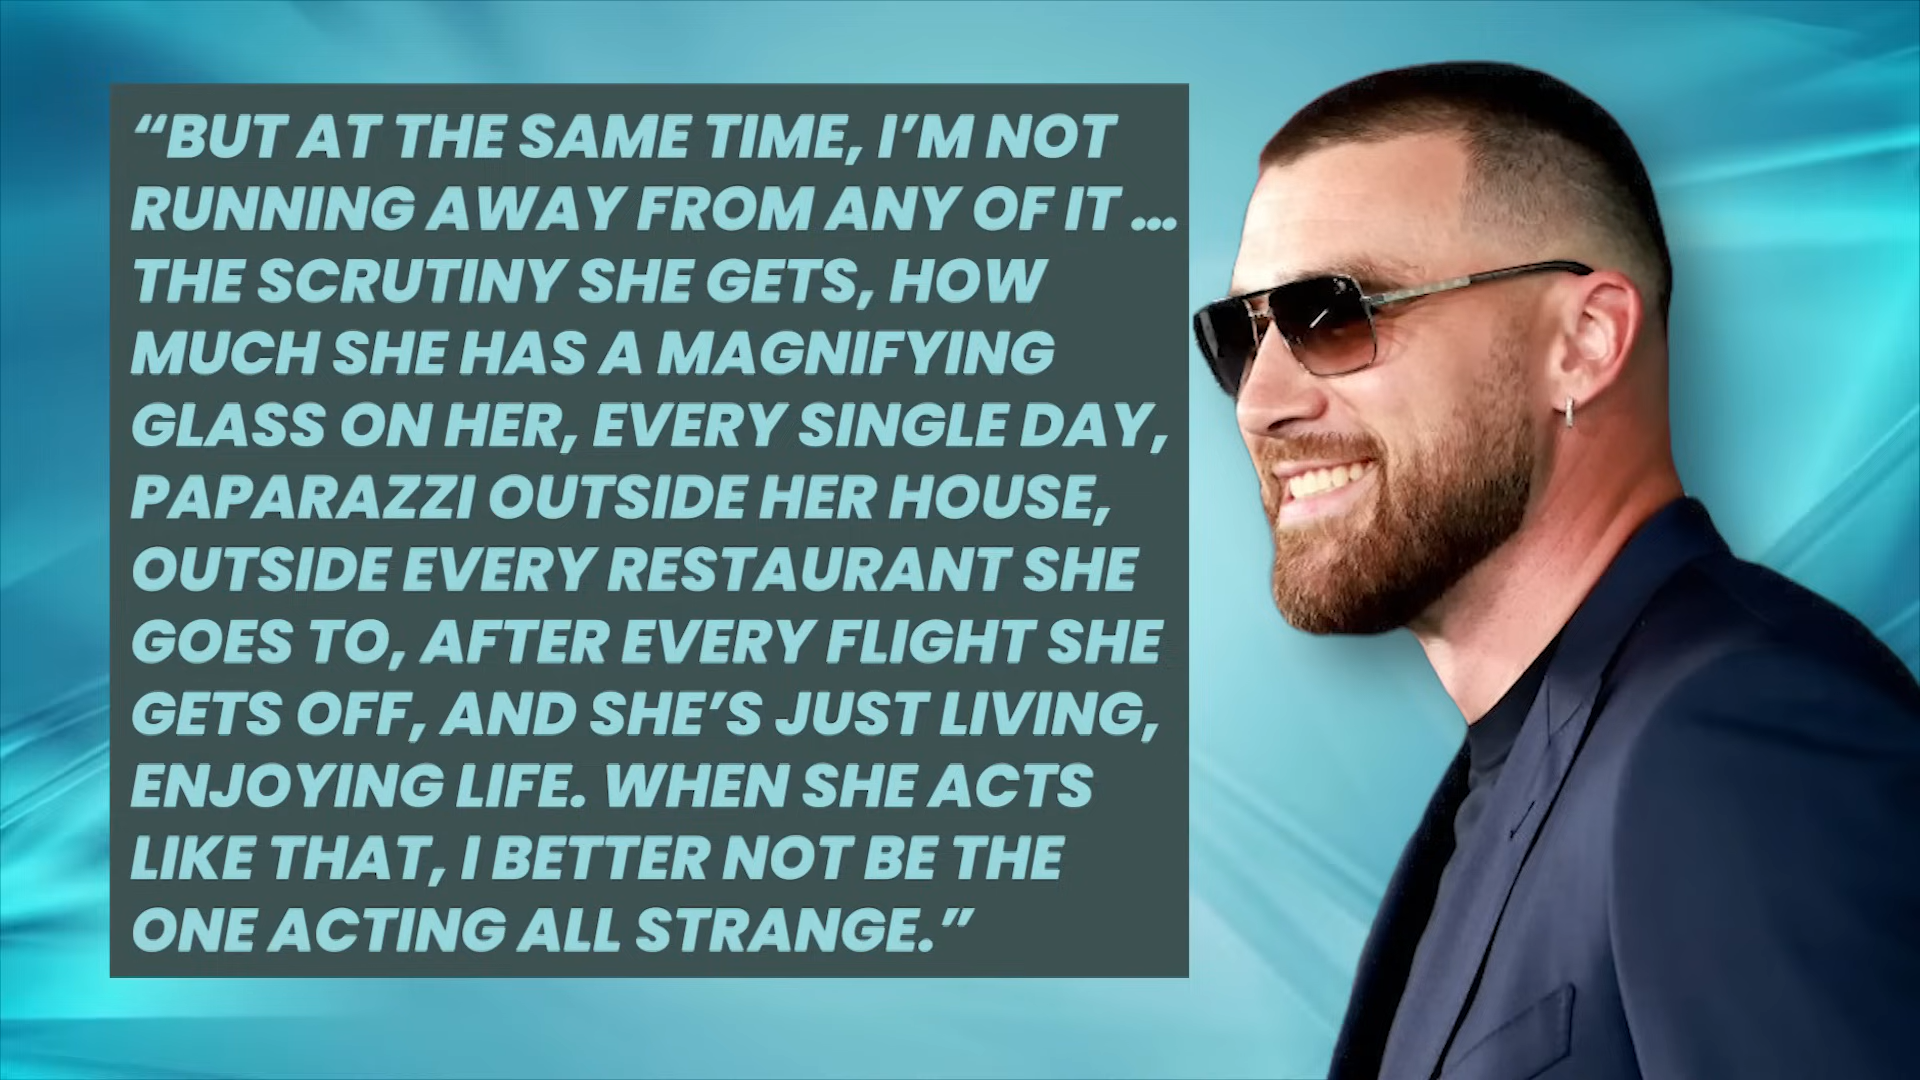 “BUT AT THE SAME TIME, I’M NOT
RUNNING AWAY FROM ANY OF IT ...
THE SCRUTINY SHE GETS, HOW
MUCH SHE HAS A MAGNIFYING
GLASS ON HER, EVERY SINGLE DAY,
PAPARAZZI OUTSIDE HER HOUSE,
OUTSIDE EVERY RESTAURANT SHE
GOES TO, AFTER EVERY FLIGHT SHE
GETS OFF, AND SHE’S JUST LIVING,
ENJOYING LIFE. WHEN SHE ACTS
LIKE THAT, I BETTER NOT BE THE
ONE ACTING ALL STRANGE.”